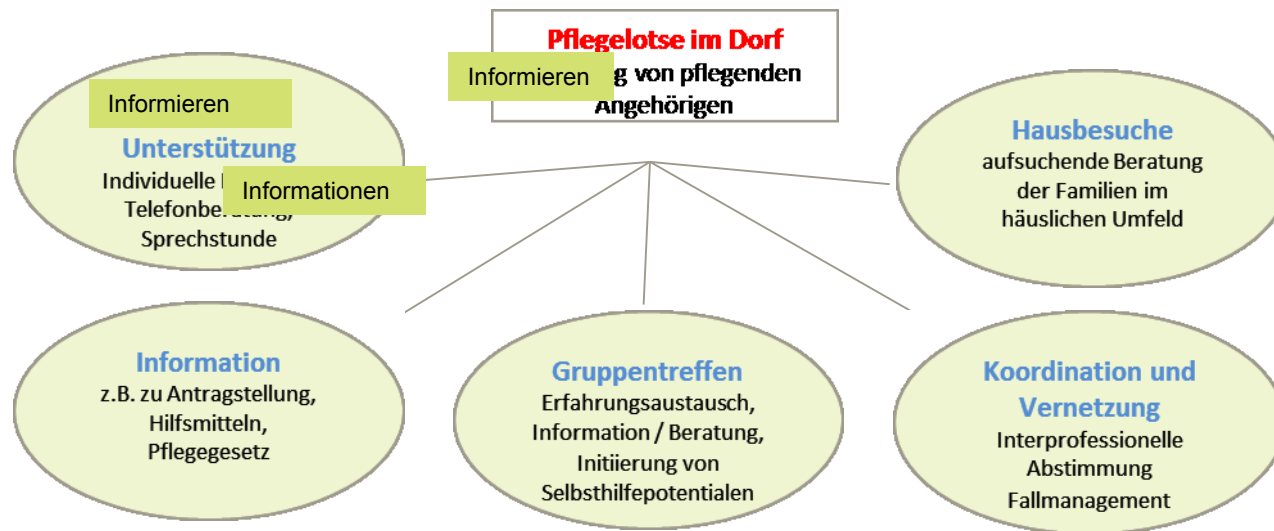 Pflegelotse im Dorf
Informieren
g von pflegenden
Angehörigen
Informieren
Unterstützung
Individuelle
Informationen
Telefonberatung,
Sprechstunde
Hausbesuche
aufsuchende Beratung
der Familien im
häuslichen Umfeld
Information
z.B. zu Antragstellung,
Hilfsmitteln,
Pflegegesetz
Gruppentreffen
Erfahrungsaustausch,
Information / Beratung,
Initiierung von
Selbsthilfepotentialen
Koordination und
Vernetzung
Interprofessionelle
Abstimmung
Fallmanagement